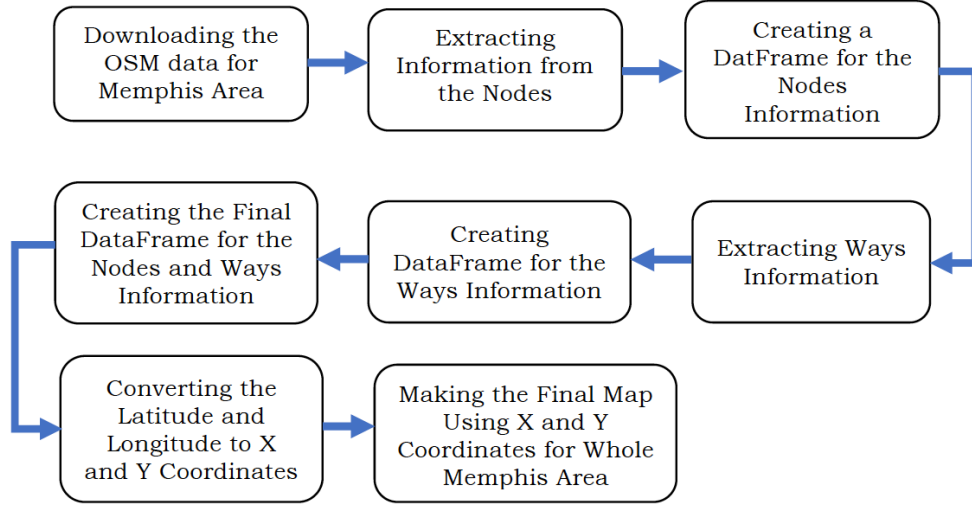 Downloading the
OSM data for
Memphis Area
Extracting
Information from
the Nodes
Creating a
DatFrame for the
Nodes
Information
Extracting Ways
Information
Creating
DataFrame for the
Ways Information
Creating the Final
DataFrame for the
Nodes and Ways
Information
Converting the
Latitude and
Longitude to X
and Y Coordinates
Making the Final Map
Using X and Y
Coordinates for Whole
Memphis Area